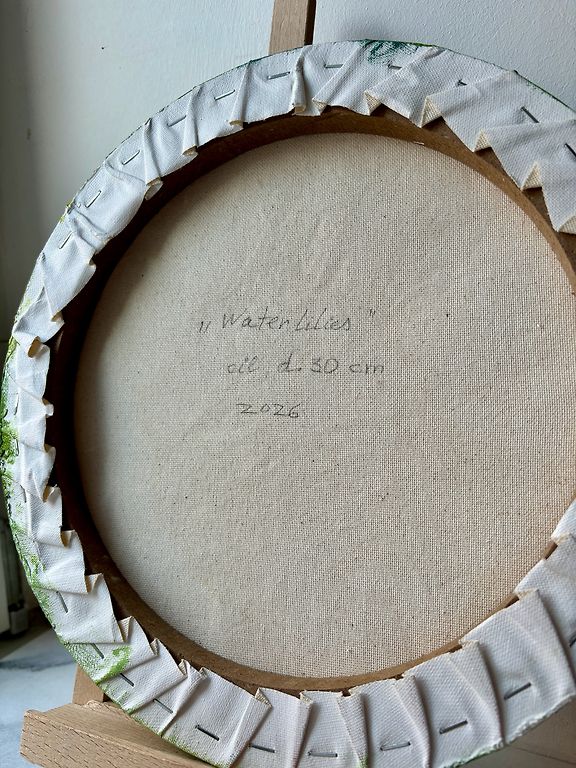 „Waterlilies"
oil, d. 30 cm
2026